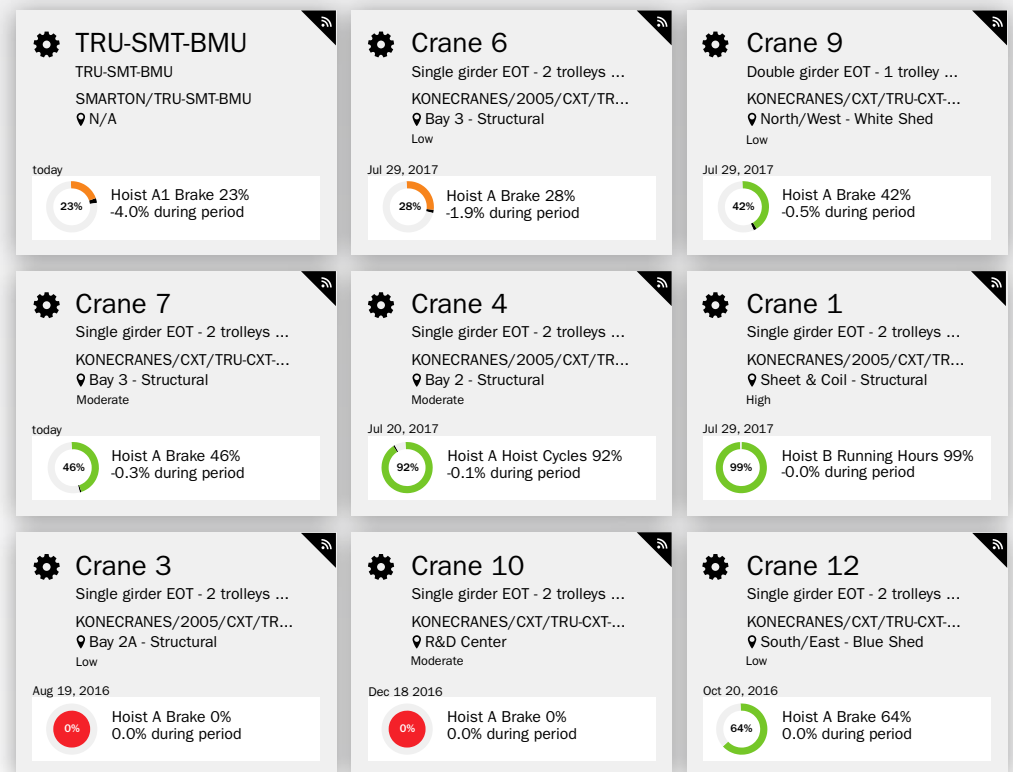 TRU-SMT-BMU
TRU-SMT-BMU
SMARTON/TRU-SMT-BMU
N/A
today
23%
Hoist A1 Brake 23%
-4.0% during period
Crane 6
Single girder EOT - 2 trolleys ...
KONECRANES/2005/CXT/TR...
Bay 3 - Structural
Low
Jul 29, 2017
28%
Hoist A Brake 28%
-1.9% during period
Crane 9
Double girder EOT - 1 trolley ...
KONECRANES/CXT/TRU-CXT-...
North/West - White Shed
Low
Jul 29, 2017
42%
Hoist A Brake 42%
-0.5% during period
Crane 7
Single girder EOT - 2 trolleys ...
KONECRANES/CXT/TRU-CXT-...
Bay 3 - Structural
Moderate
today
46%
Hoist A Brake 46%
-0.3% during period
Crane 4
Single girder EOT - 2 trolleys ...
KONECRANES/2005/CXT/TR...
Bay 2 - Structural
Moderate
Jul 20, 2017
92%
Hoist A Hoist Cycles 92%
-0.1% during period
Crane 1
Single girder EOT - 2 trolleys ...
KONECRANES/2005/CXT/TR...
Sheet & Coil - Structural
High
Jul 29, 2017
99%
Hoist B Running Hours 99%
-0.0% during period
Crane 3
Single girder EOT - 2 trolleys ...
KONECRANES/2005/CXT/TR...
Bay 2A - Structural
Low
Aug 19, 2016
0%
Hoist A Brake 0%
0.0% during period
Crane 10
Single girder EOT - 2 trolleys ...
KONECRANES/CXT/TRU-CXT-...
R&D Center
Moderate
Dec 18 2016
0%
Hoist A Brake 0%
0.0% during period
Crane 12
Single girder EOT - 2 trolleys ...
KONECRANES/CXT/TRU-CXT-...
South/East - Blue Shed
Low
Oct 20, 2016
64%
Hoist A Brake 64%
0.0% during period